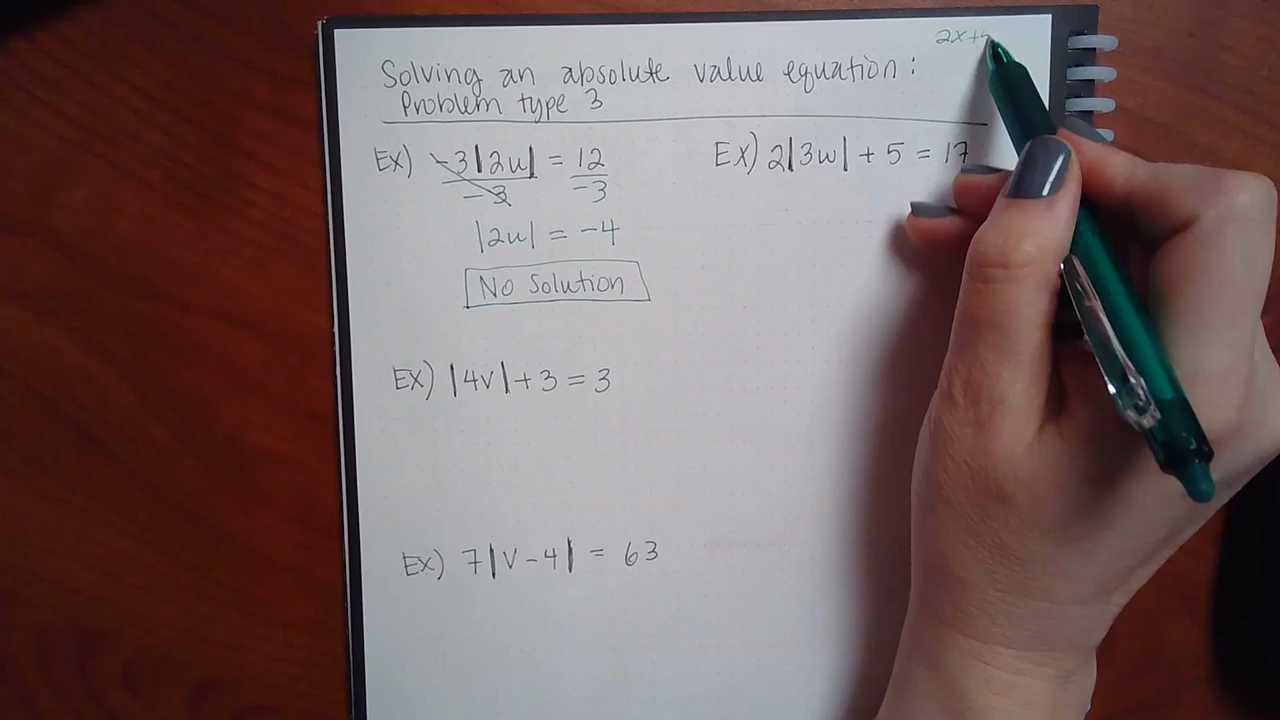 2x+
Solving an absolute value equation:
Problem type 3
Ex) -3|2u| = 12
-3 -3
|2u| = -4
No Solution
Ex) 2|3w| + 5 = 17
Ex) |4v| + 3 = 3
Ex) 7|v-4| = 63